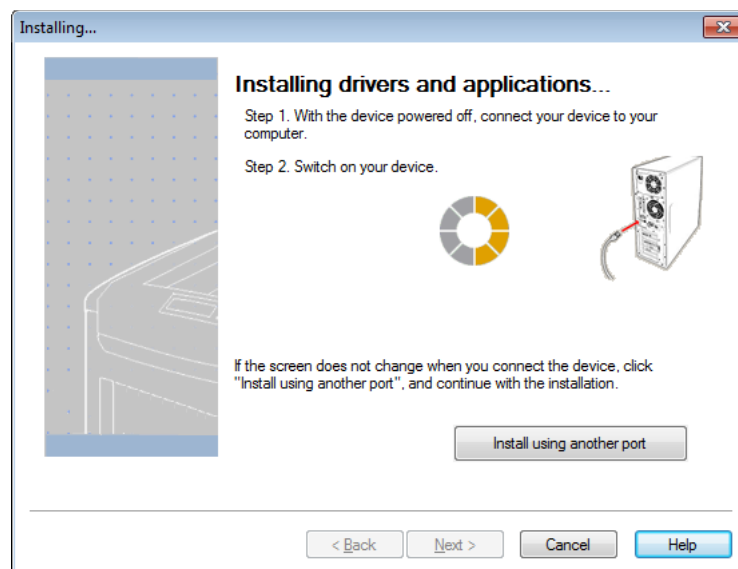 Installing...
Installing drivers and applications...
Step 1. With the device powered off, connect your device to your
computer.
Step 2. Switch on your device.
If the screen does not change when you connect the device, click
"Install using another port", and continue with the installation.
Install using another port
< Back
Next >
Cancel
Help